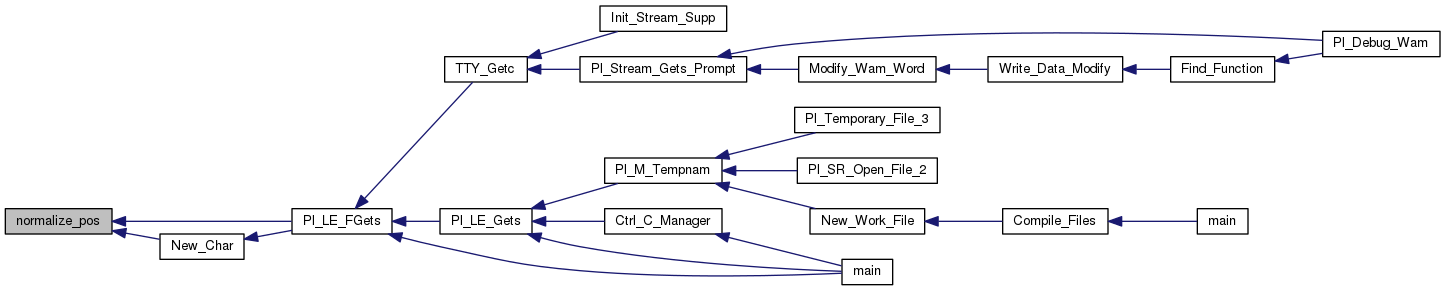 Init_Stream_Supp
Pl_Debug_Wam
TTY_Getc
Pl_Stream_Gets_Prompt
Modify_Wam_Word
Write_Data_Modify
Find_Function
Pl_Temporary_File_3
Pl_M_Tempnam
Pl_SR_Open_File_2
normalize_pos
Pl_LE_FGets
Pl_LE_Gets
Ctrl_C_Manager
New_Work_File
Compile_Files
main
New_Char
main